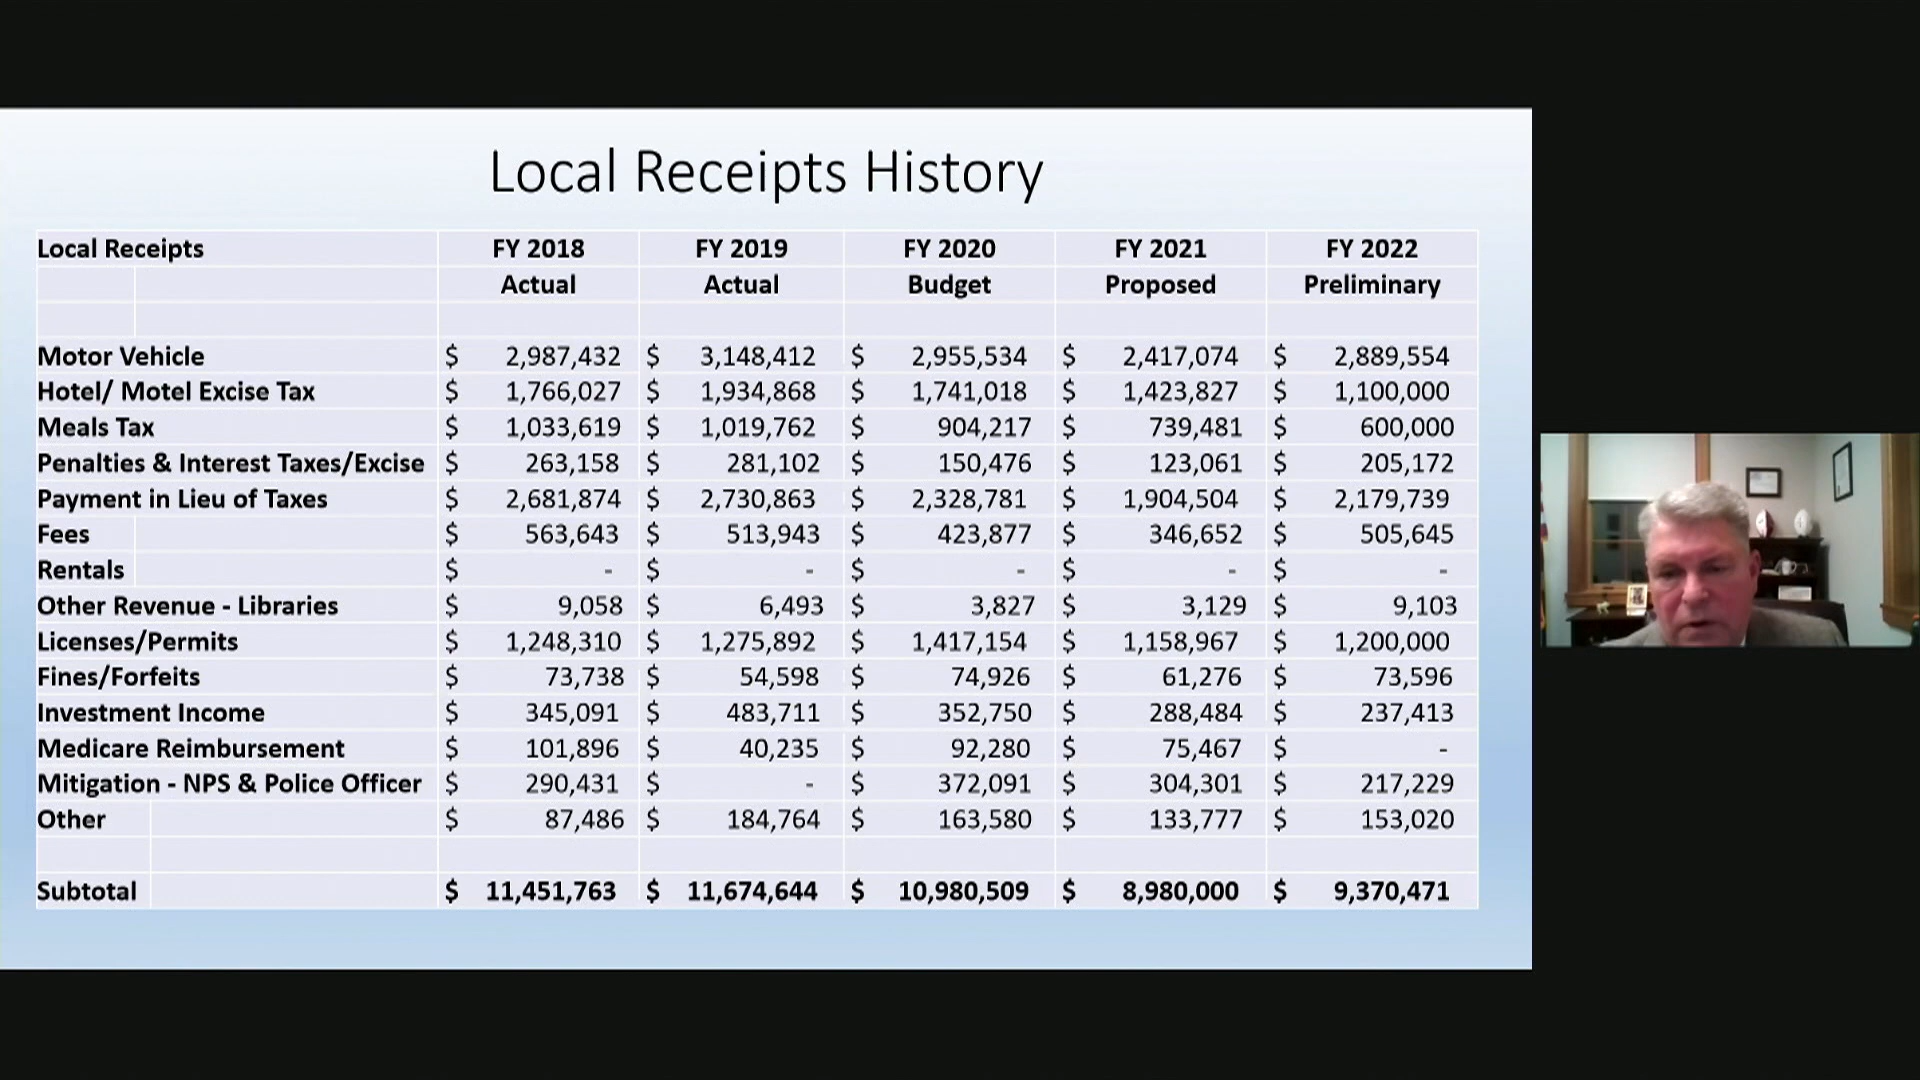 Local Receipts History
Local Receipts FY 2018 FY 2019 FY 2020 FY 2021 FY 2022
Actual Actual Budget Proposed Preliminary
Motor Vehicle $ 2,987,432 $ 3,148,412 $ 2,955,534 $ 2,417,074 $ 2,889,554
Hotel/ Motel Excise Tax $ 1,766,027 $ 1,934,868 $ 1,741,018 $ 1,423,827 $ 1,100,000
Meals Tax $ 1,033,619 $ 1,019,762 $ 904,217 $ 739,481 $ 600,000
Penalties & Interest Taxes/Excise $ 263,158 $ 281,102 $ 150,476 $ 123,061 $ 205,172
Payment in Lieu of Taxes $ 2,681,874 $ 2,730,863 $ 2,328,781 $ 1,904,504 $ 2,179,739
Fees $ 563,643 $ 513,943 $ 423,877 $ 346,652 $ 505,645
Rentals $ - $ - $ - $ - $ -
Other Revenue - Libraries $ 9,058 $ 6,493 $ 3,827 $ 3,129 $ 9,103
Licenses/Permits $ 1,248,310 $ 1,275,892 $ 1,417,154 $ 1,158,967 $ 1,200,000
Fines/Forfeits $ 73,738 $ 54,598 $ 74,926 $ 61,276 $ 73,596
Investment Income $ 345,091 $ 483,711 $ 352,750 $ 288,484 $ 237,413
Medicare Reimbursement $ 101,896 $ 40,235 $ 92,280 $ 75,467 $ -
Mitigation - NPS & Police Officer $ 290,431 $ - $ 372,091 $ 304,301 $ 217,229
Other $ 87,486 $ 184,764 $ 163,580 $ 133,777 $ 153,020
Subtotal $ 11,451,763 $ 11,674,644 $ 10,980,509 $ 8,980,000 $ 9,370,471